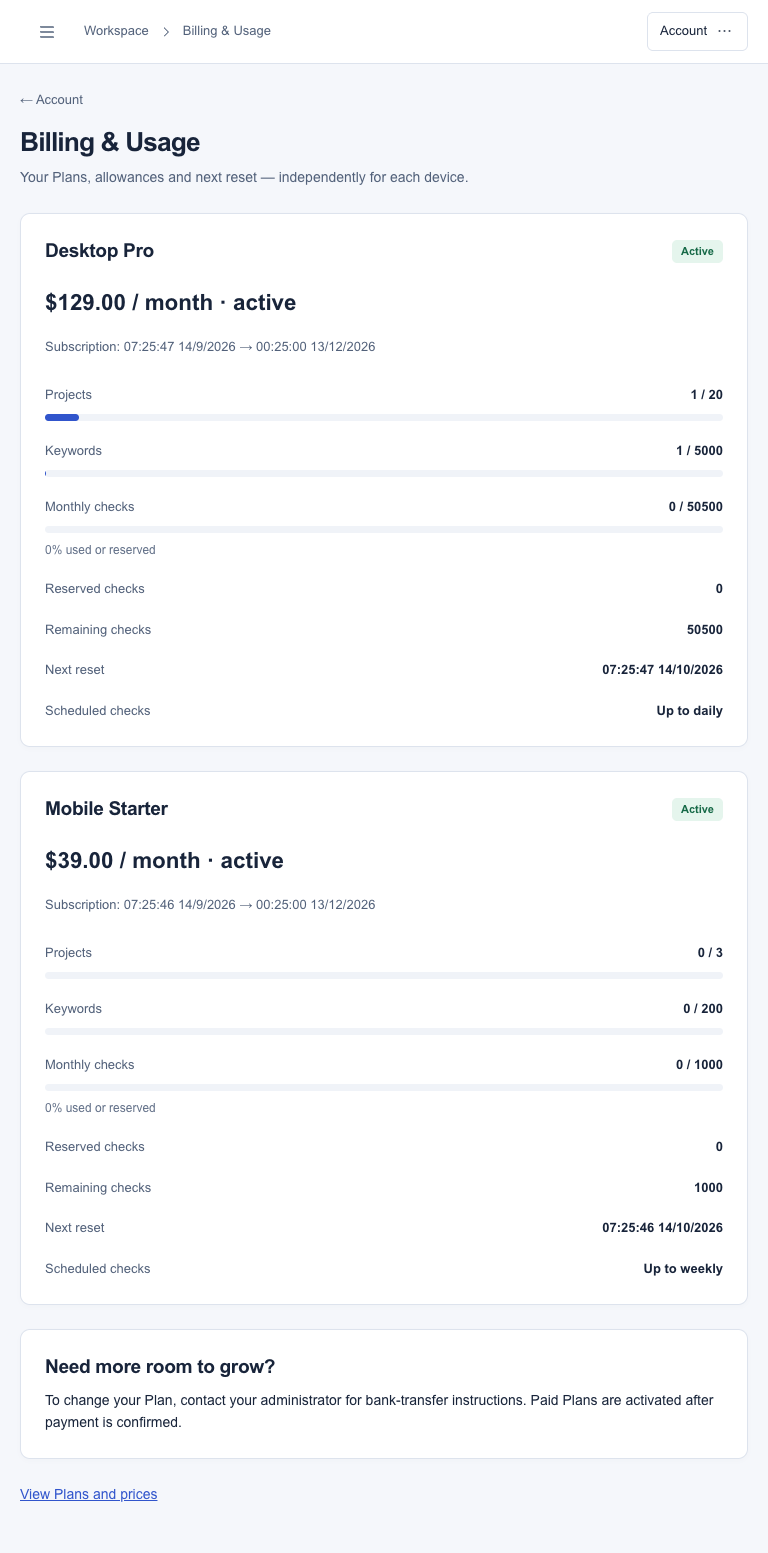 Workspace > Billing & Usage
Account ···
← Account
Billing & Usage
Your Plans, allowances and next reset — independently for each device.
Desktop Pro
Active
$129.00 / month · active
Subscription: 07:25:47 14/9/2026 → 00:25:00 13/12/2026
Projects 1 / 20
Keywords 1 / 5000
Monthly checks 0 / 50500
0% used or reserved
Reserved checks 0
Remaining checks 50500
Next reset 07:25:47 14/10/2026
Scheduled checks Up to daily
Mobile Starter
Active
$39.00 / month · active
Subscription: 07:25:46 14/9/2026 → 00:25:00 13/12/2026
Projects 0 / 3
Keywords 0 / 200
Monthly checks 0 / 1000
0% used or reserved
Reserved checks 0
Remaining checks 1000
Next reset 07:25:46 14/10/2026
Scheduled checks Up to weekly
Need more room to grow?
To change your Plan, contact your administrator for bank-transfer instructions. Paid Plans are activated after
payment is confirmed.
View Plans and prices